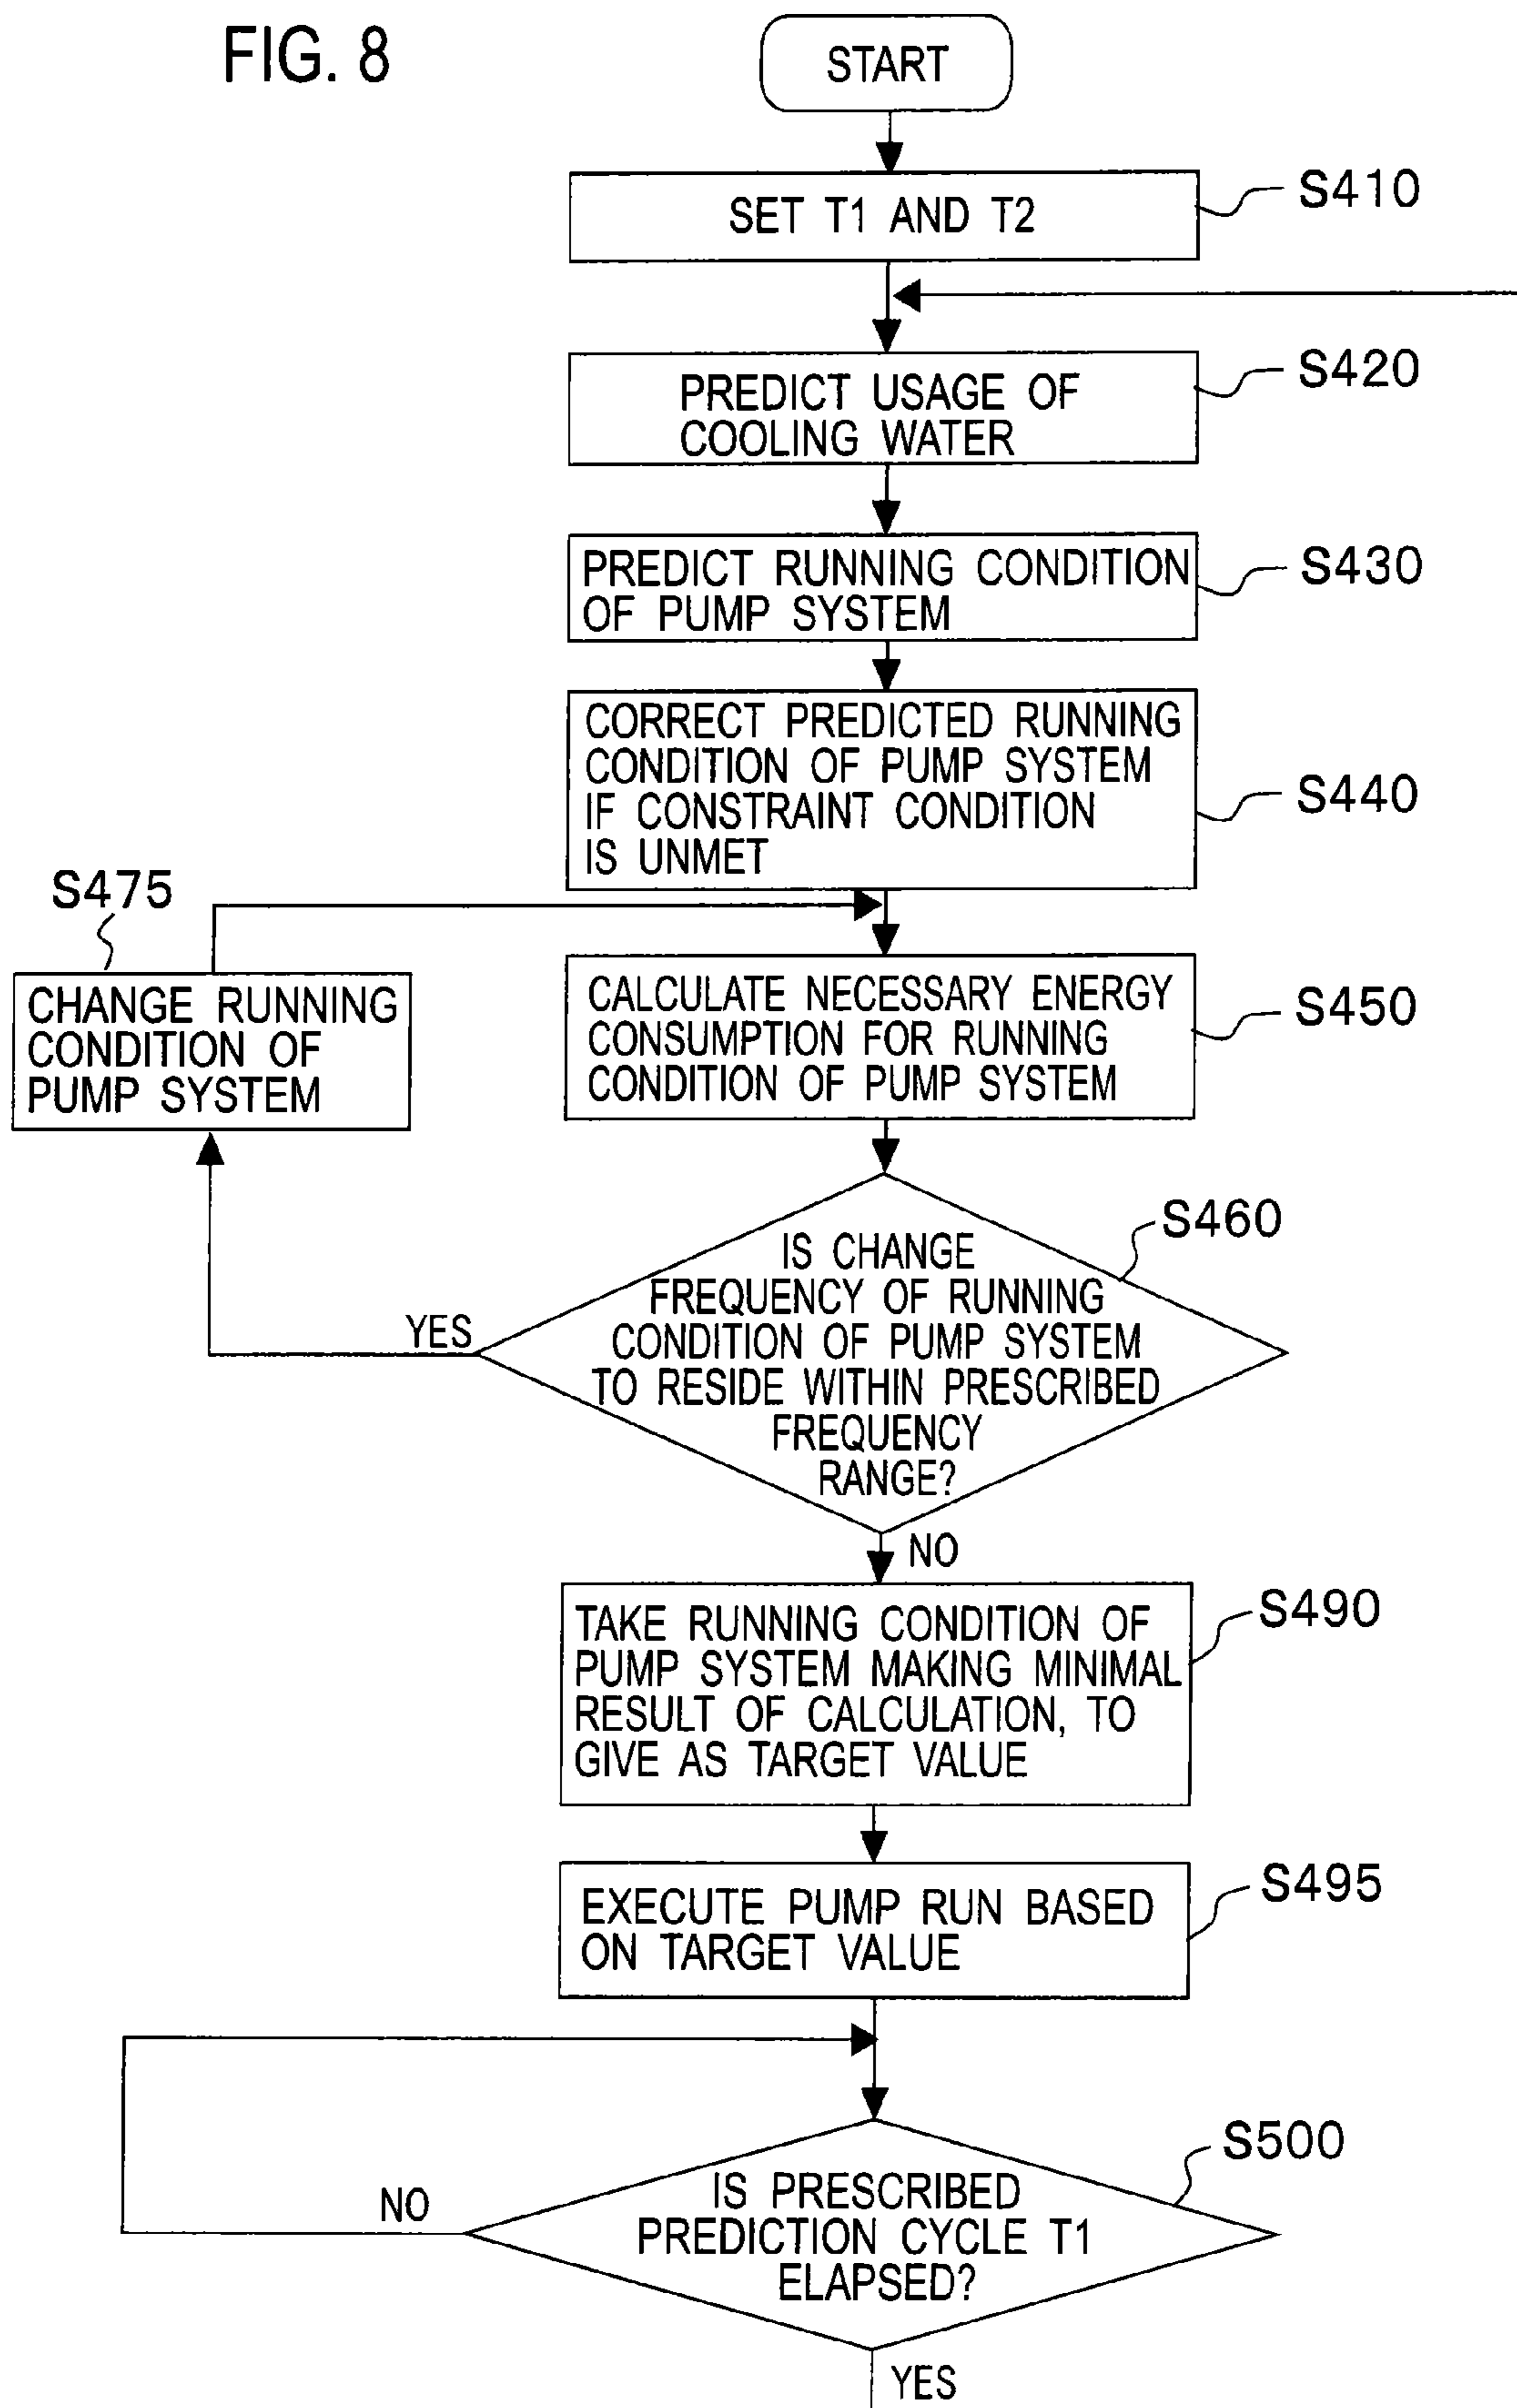 FIG. 8
START
SET T1 AND T2
S410
PREDICT USAGE OF
COOLING WATER
S420
PREDICT RUNNING CONDITION
OF PUMP SYSTEM
S430
CORRECT PREDICTED RUNNING
CONDITION OF PUMP SYSTEM
IF CONSTRAINT CONDITION
IS UNMET
S440
S475
CHANGE RUNNING
CONDITION OF
PUMP SYSTEM
CALCULATE NECESSARY ENERGY
CONSUMPTION FOR RUNNING
CONDITION OF PUMP SYSTEM
S450
S460
IS CHANGE
FREQUENCY OF RUNNING
CONDITION OF PUMP SYSTEM
TO RESIDE WITHIN PRESCRIBED
FREQUENCY
RANGE?
YES
NO
TAKE RUNNING CONDITION OF
PUMP SYSTEM MAKING MINIMAL
RESULT OF CALCULATION, TO
GIVE AS TARGET VALUE
S490
EXECUTE PUMP RUN BASED
ON TARGET VALUE
S495
S500
IS PRESCRIBED
PREDICTION CYCLE T1
ELAPSED?
NO
YES